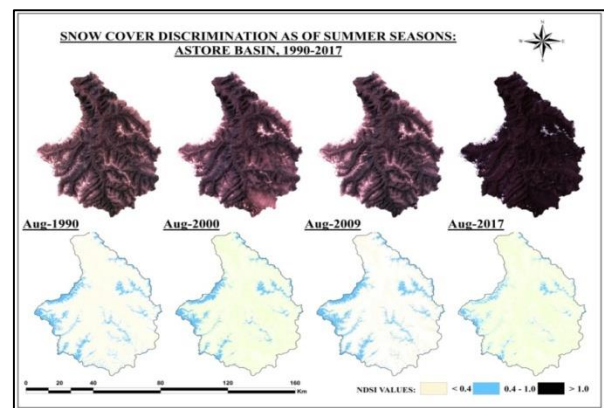 SNOW COVER DISCRIMINATION AS OF SUMMER SEASONS:
ASTORE BASIN, 1990-2017
N
Aug-1990 Aug-2000 Aug-2009 Aug-2017
0 20 40 80 120 160
Km
NDSI VALUES: < 0.4 0.4 - 1.0 > 1.0